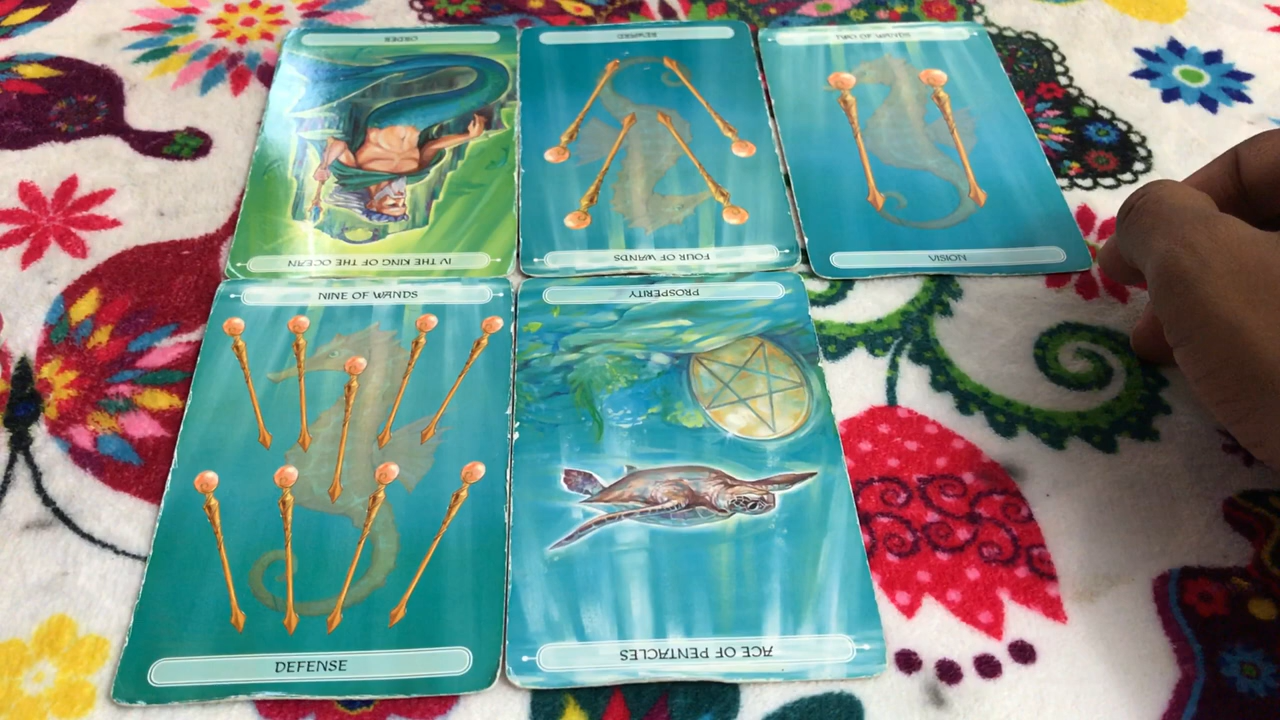 ORDER
IV THE KING OF THE OCEAN
REWARD
FOUR OF WANDS
TWO OF WANDS
VISION
NINE OF WANDS
DEFENSE
PROSPERITY
ACE OF PENTACLES